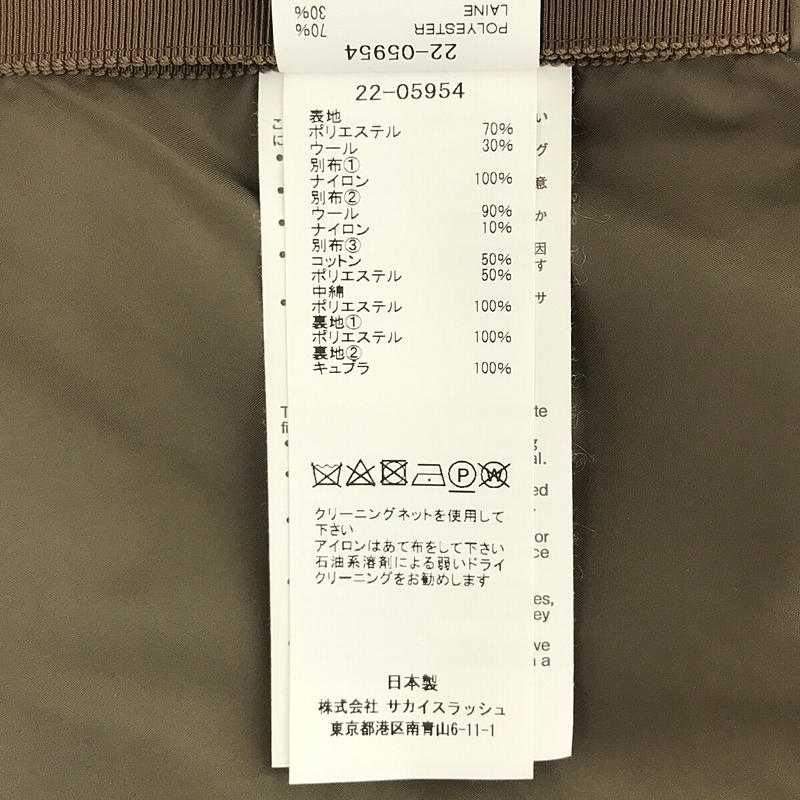 LAINE 30%
POLYESTER 70%
22-05954
22-05954
表地
ポリエステル 70%
ウール 30%
別布①
ナイロン 100%
別布②
ウール 90%
ナイロン 10%
別布③
コットン 50%
ポリエステル 50%
中綿
ポリエステル 100%
裏地①
ポリエステル 100%
裏地②
キュプラ 100%
P W
クリーニングネットを使用して
下さい
アイロンはあて布をして下さい
石油系溶剤による弱いドライ
クリーニングをお勧めします
日本製
株式会社 サカイスラッシュ
東京都港区南青山6-11-1